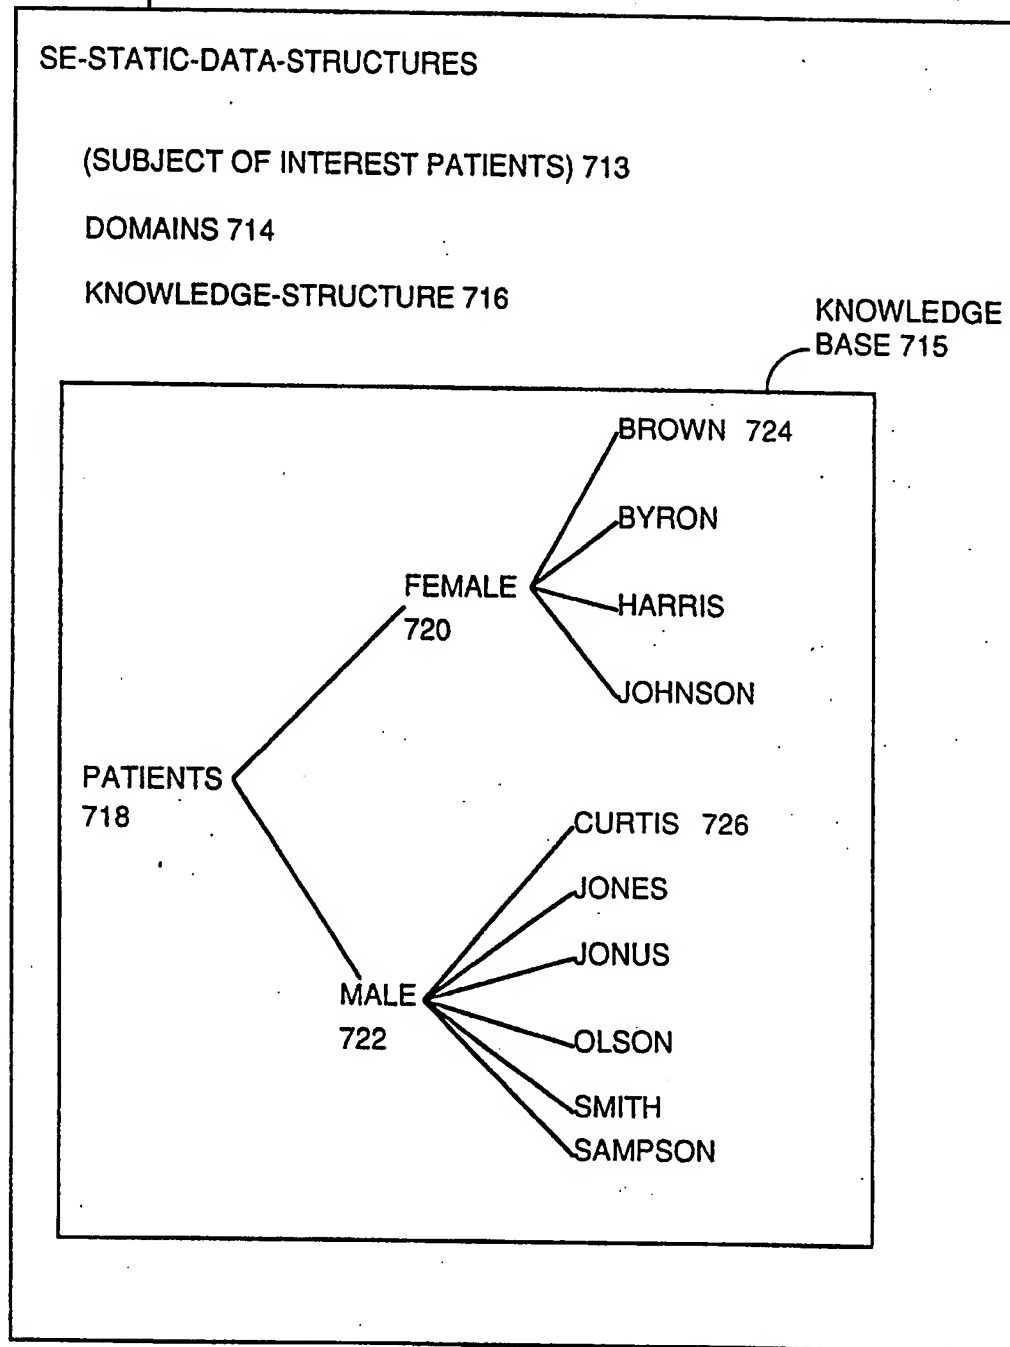 SE-STATIC-DATA-STRUCTURES
(SUBJECT OF INTEREST PATIENTS) 713
DOMAINS 714
KNOWLEDGE-STRUCTURE 716
KNOWLEDGE
BASE 715
BROWN 724
BYRON
FEMALE
720
HARRIS
JOHNSON
PATIENTS
718
CURTIS 726
JONES
JONUS
MALE
722
OLSON
SMITH
SAMPSON